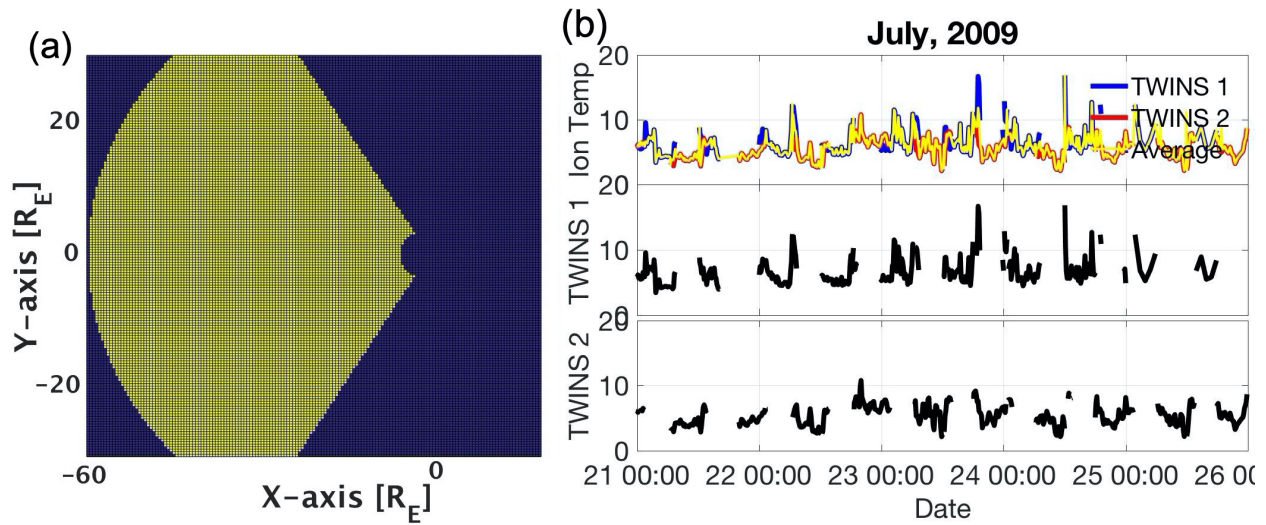 (a)
20
0
-20
Y-axis [R_E]
-60
0
X-axis [R_E]
(b)
July, 2009
20
10
Ion Temp
TWINS 1
TWINS 2
Average
20
10
0
TWINS 1
20
10
0
TWINS 2
21 00:00 22 00:00 23 00:00 24 00:00 25 00:00 26 0
Date